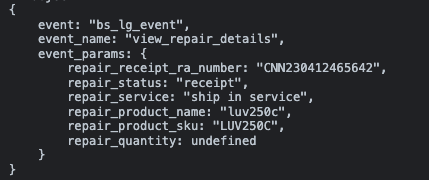 {
event: "bs_lg_event",
event_name: "view_repair_details",
event_params: {
repair_receipt_ra_number: "CNN230412465642",
repair_status: "receipt",
repair_service: "ship in service",
repair_product_name: "luv250c",
repair_product_sku: "LUV250C",
repair_quantity: undefined
}
}